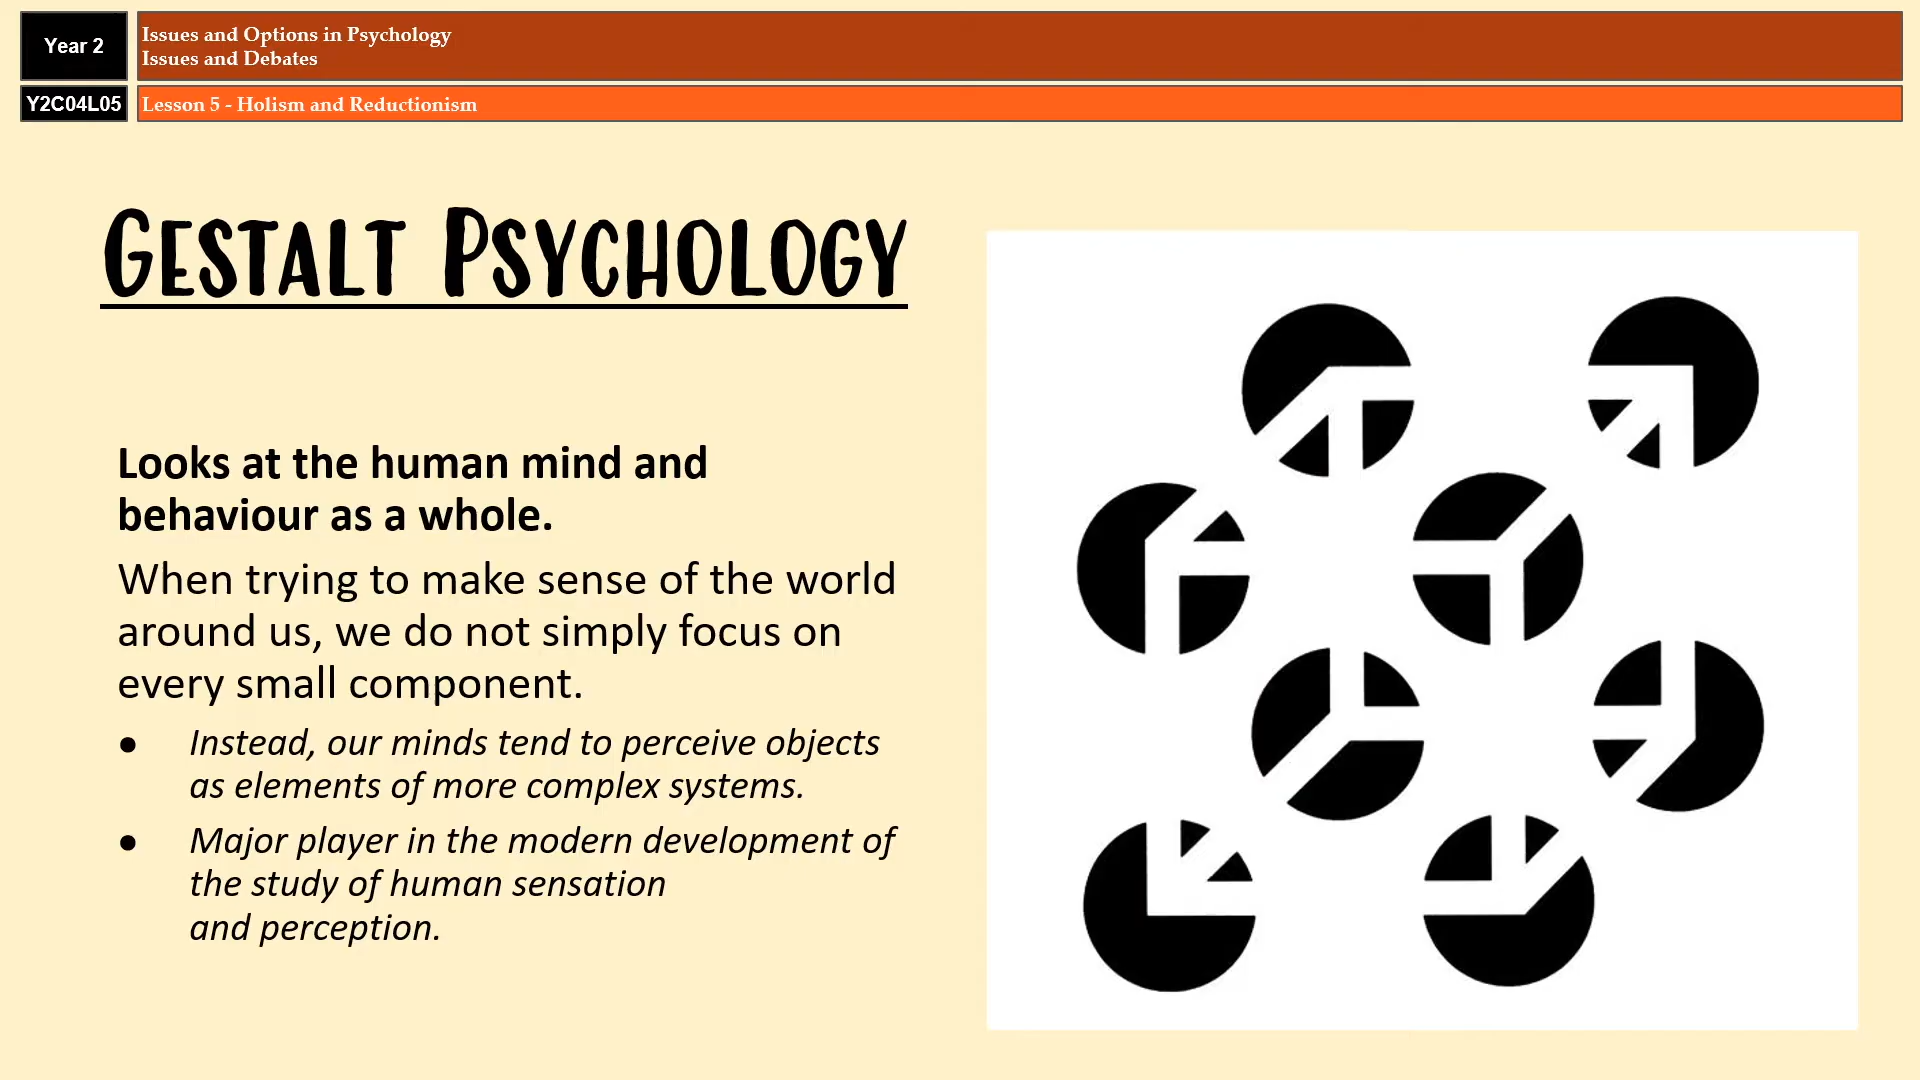 Year 2
Issues and Options in Psychology
Issues and Debates
Y2C04L05
Lesson 5 - Holism and Reductionism
GESTALT PSYCHOLOGY
Looks at the human mind and
behaviour as a whole.
When trying to make sense of the world
around us, we do not simply focus on
every small component.
● Instead, our minds tend to perceive objects
as elements of more complex systems.
● Major player in the modern development of
the study of human sensation
and perception.